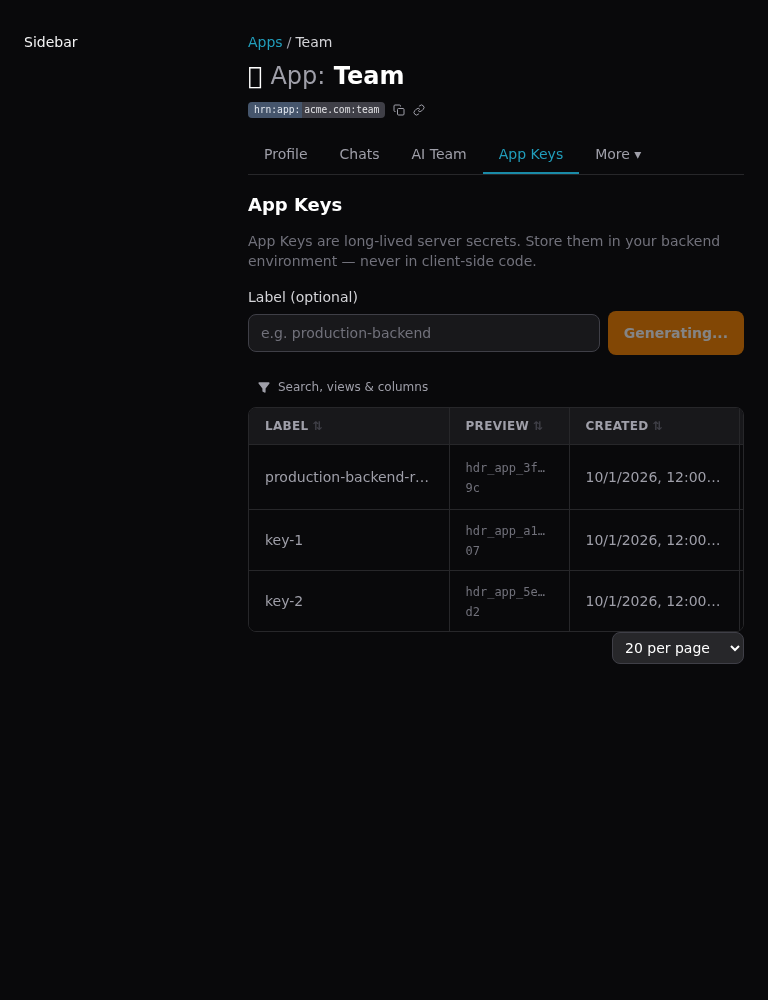 Sidebar
Apps / Team
App: Team
hrn:app: acme.com:team
Profile
Chats
AI Team
App Keys
More ▾
App Keys
App Keys are long-lived server secrets. Store them in your backend
environment — never in client-side code.
Label (optional)
e.g. production-backend
Generating...
Search, views & columns
LABEL ⇅
PREVIEW ⇅
CREATED ⇅
production-backend-r…
hdr_app_3f…
9c
10/1/2026, 12:00…
key-1
hdr_app_a1…
07
10/1/2026, 12:00…
key-2
hdr_app_5e…
d2
10/1/2026, 12:00…
20 per page